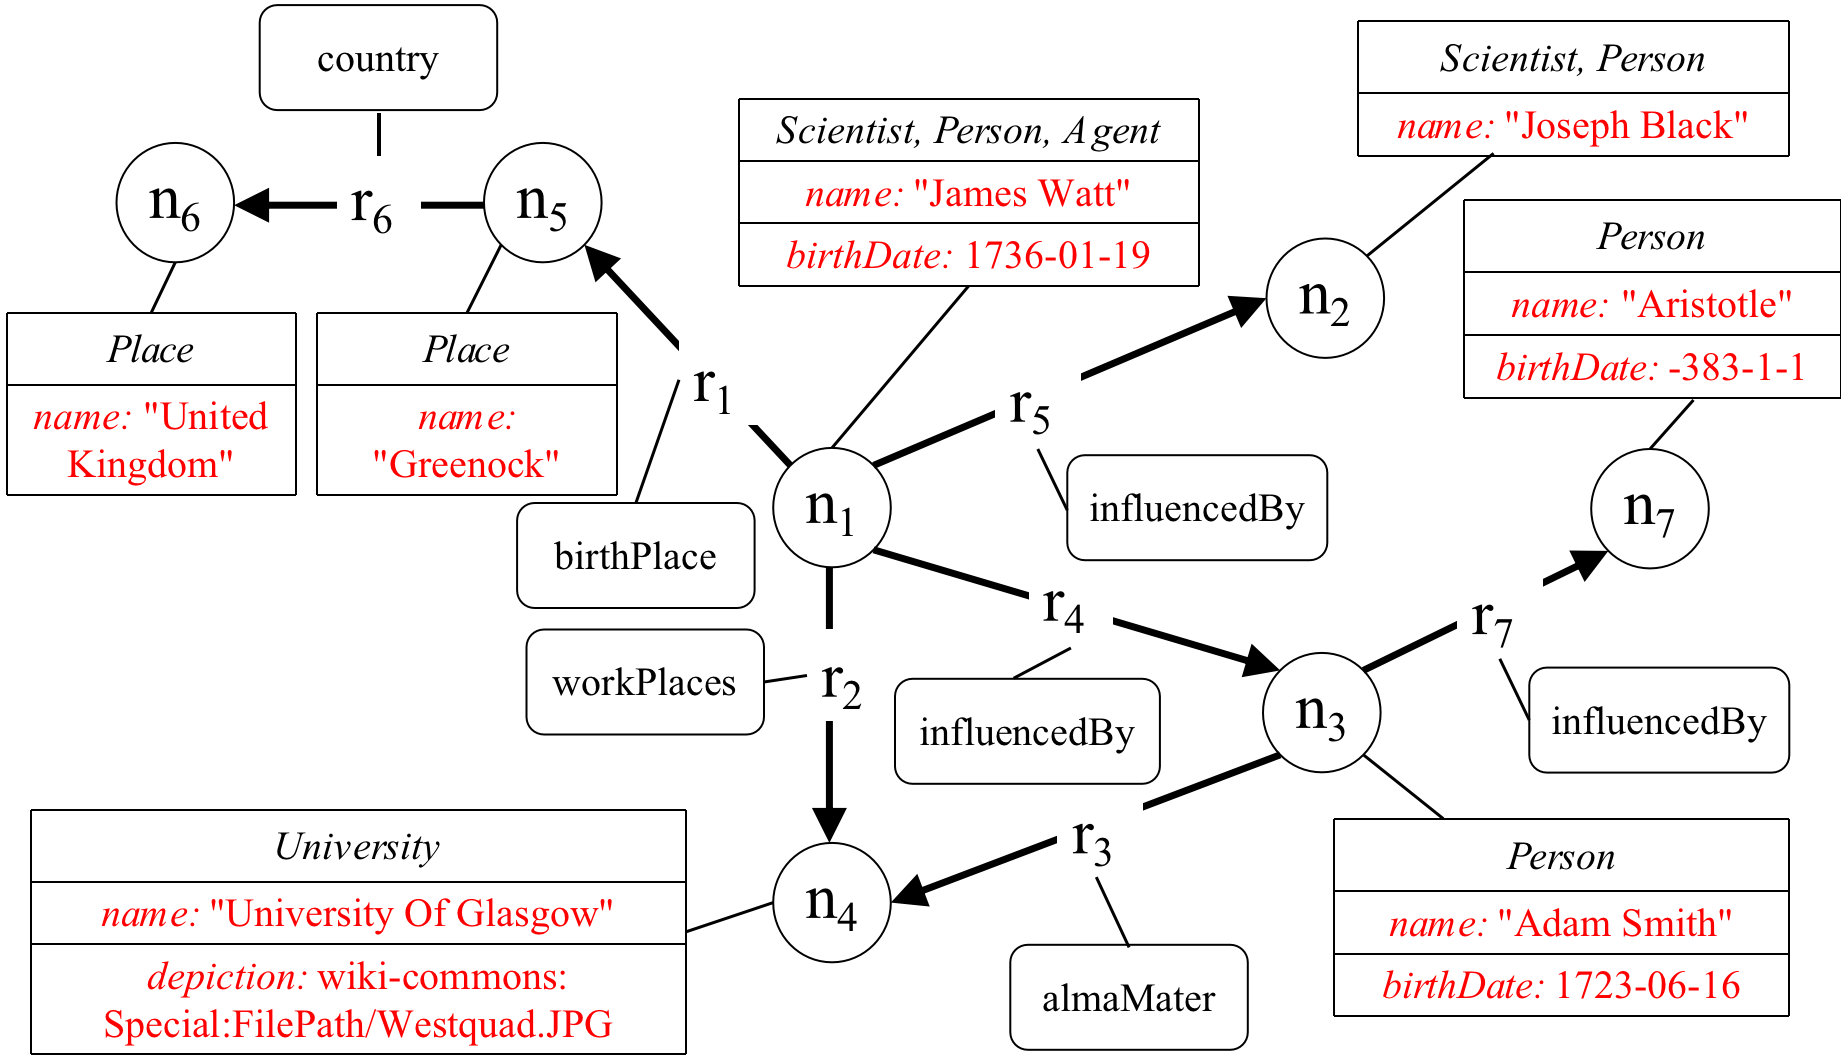 country
Scientist, Person
name: "Joseph Black"
Scientist, Person, Agent
name: "James Watt"
birthDate: 1736-01-19
n6
r6
n5
n2
Person
name: "Aristotle"
birthDate: -383-1-1
Place
name: "United
Kingdom"
Place
name:
"Greenock"
r1
r5
n1
influencedBy
n7
birthPlace
r4
r7
workPlaces
r2
influencedBy
n3
influencedBy
University
name: "University Of Glasgow"
depiction: wiki-commons:
Special:FilePath/Westquad.JPG
n4
r3
almaMater
Person
name: "Adam Smith"
birthDate: 1723-06-16